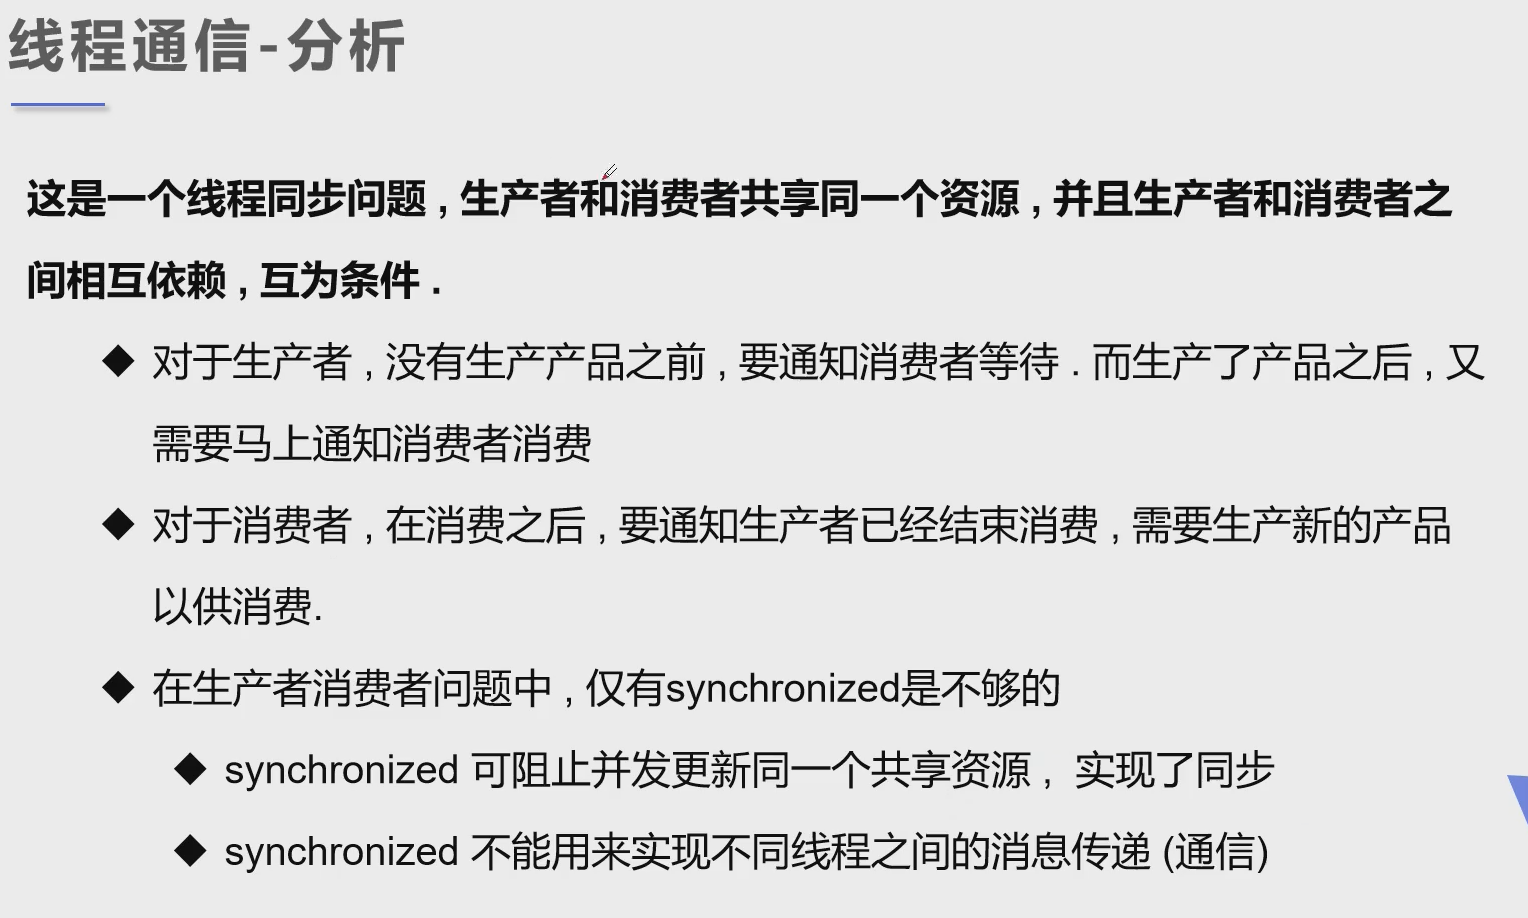 线程通信-分析
这是一个线程同步问题 , 生产者和消费者共享同一个资源 , 并且生产者和消费者之
间相互依赖 , 互为条件 .
◆ 对于生产者 , 没有生产产品之前 , 要通知消费者等待 . 而生产了产品之后 , 又
需要马上通知消费者消费
◆ 对于消费者 , 在消费之后 , 要通知生产者已经结束消费 , 需要生产新的产品
以供消费.
◆ 在生产者消费者问题中 , 仅有synchronized是不够的
◆ synchronized 可阻止并发更新同一个共享资源 , 实现了同步
◆ synchronized 不能用来实现不同线程之间的消息传递 (通信)